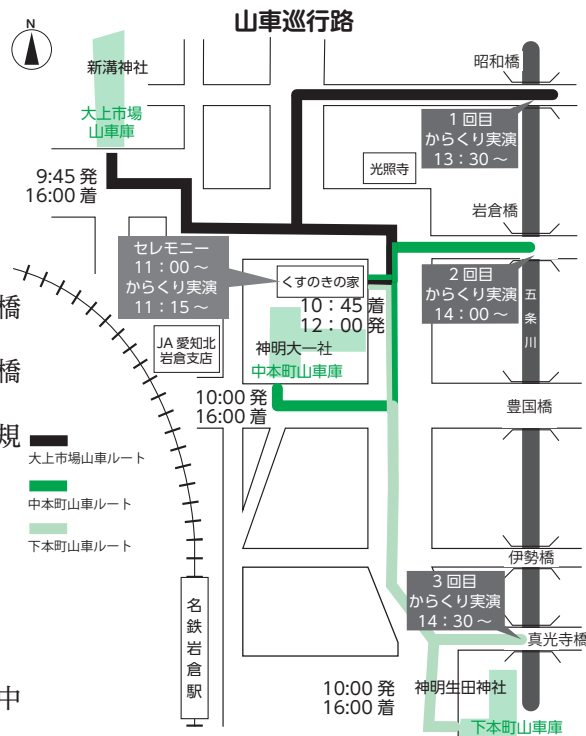 山車巡行路
N
新溝神社
昭和橋
大上市場
山車庫
1回目
からくり実演
13:30～
光照寺
9:45 発
16:00 着
岩倉橋
セレモニー
11:00～
からくり実演
11:15～
くすのきの家
2回目
からくり実演
14:00～
10:45 着
12:00 発
五条川
橋
JA 愛知北
岩倉支店
神明大一社
中本町山車庫
橋
10:00 発
16:00 着
豊国橋
規
大上市場山車ルート
中本町山車ルート
下本町山車ルート
伊勢橋
3回目
からくり実演
14:30～
名鉄岩倉駅
真光寺橋
中
10:00 発
16:00 着
神明生田神社
下本町山車庫